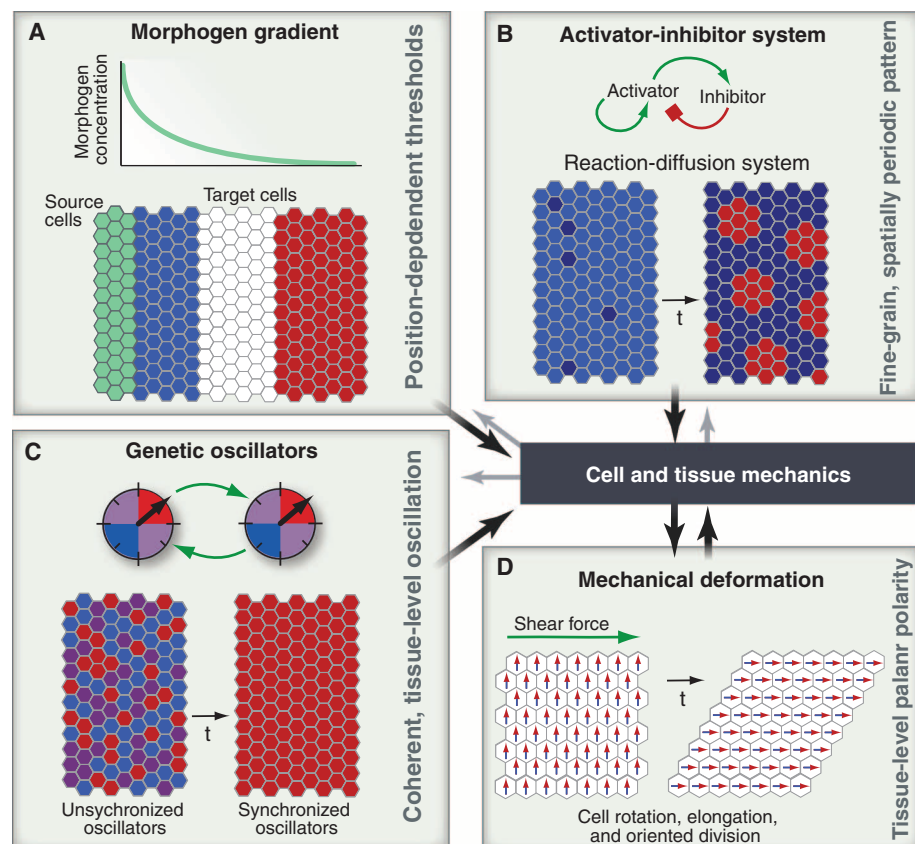 A
Morphogen gradient
Morphogen
concentration
Source
cells
Target cells
Position-depdendent thresholds
B
Activator-inhibitor system
Activator
Inhibitor
Reaction-diffusion system
t
Fine-grain, spatially periodic pattern
C
Genetic oscillators
t
Unsychronized
oscillators
Synchronized
oscillators
Coherent, tissue-level oscillation
Cell and tissue mechanics
D
Mechanical deformation
Shear force
t
Cell rotation, elongation,
and oriented division
Tissue-level palanr polarity